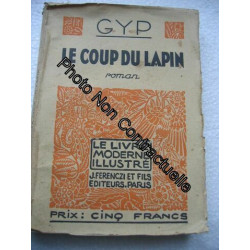 GYP
LE COUP DU LAPIN
roman
Photo Non Contractuelle
LE LIVRE
MODERNE
ILLUSTRÉ
J. FERENCZI ET FILS
EDITEURS. PARIS
PRIX: CINQ FRANCS